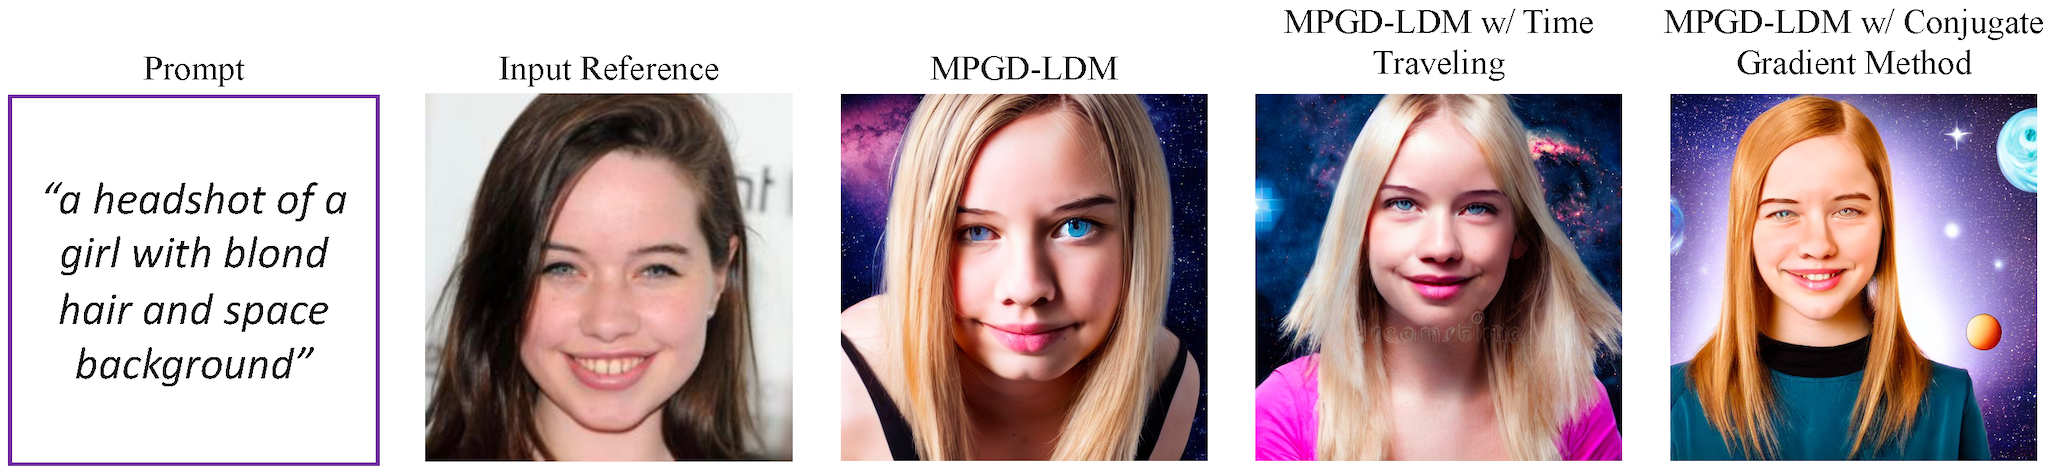 Prompt
Input Reference
MPGD-LDM
MPGD-LDM w/ Time
Traveling
MPGD-LDM w/ Conjugate
Gradient Method
“a headshot of a
girl with blond
hair and space
background”
dreamstime